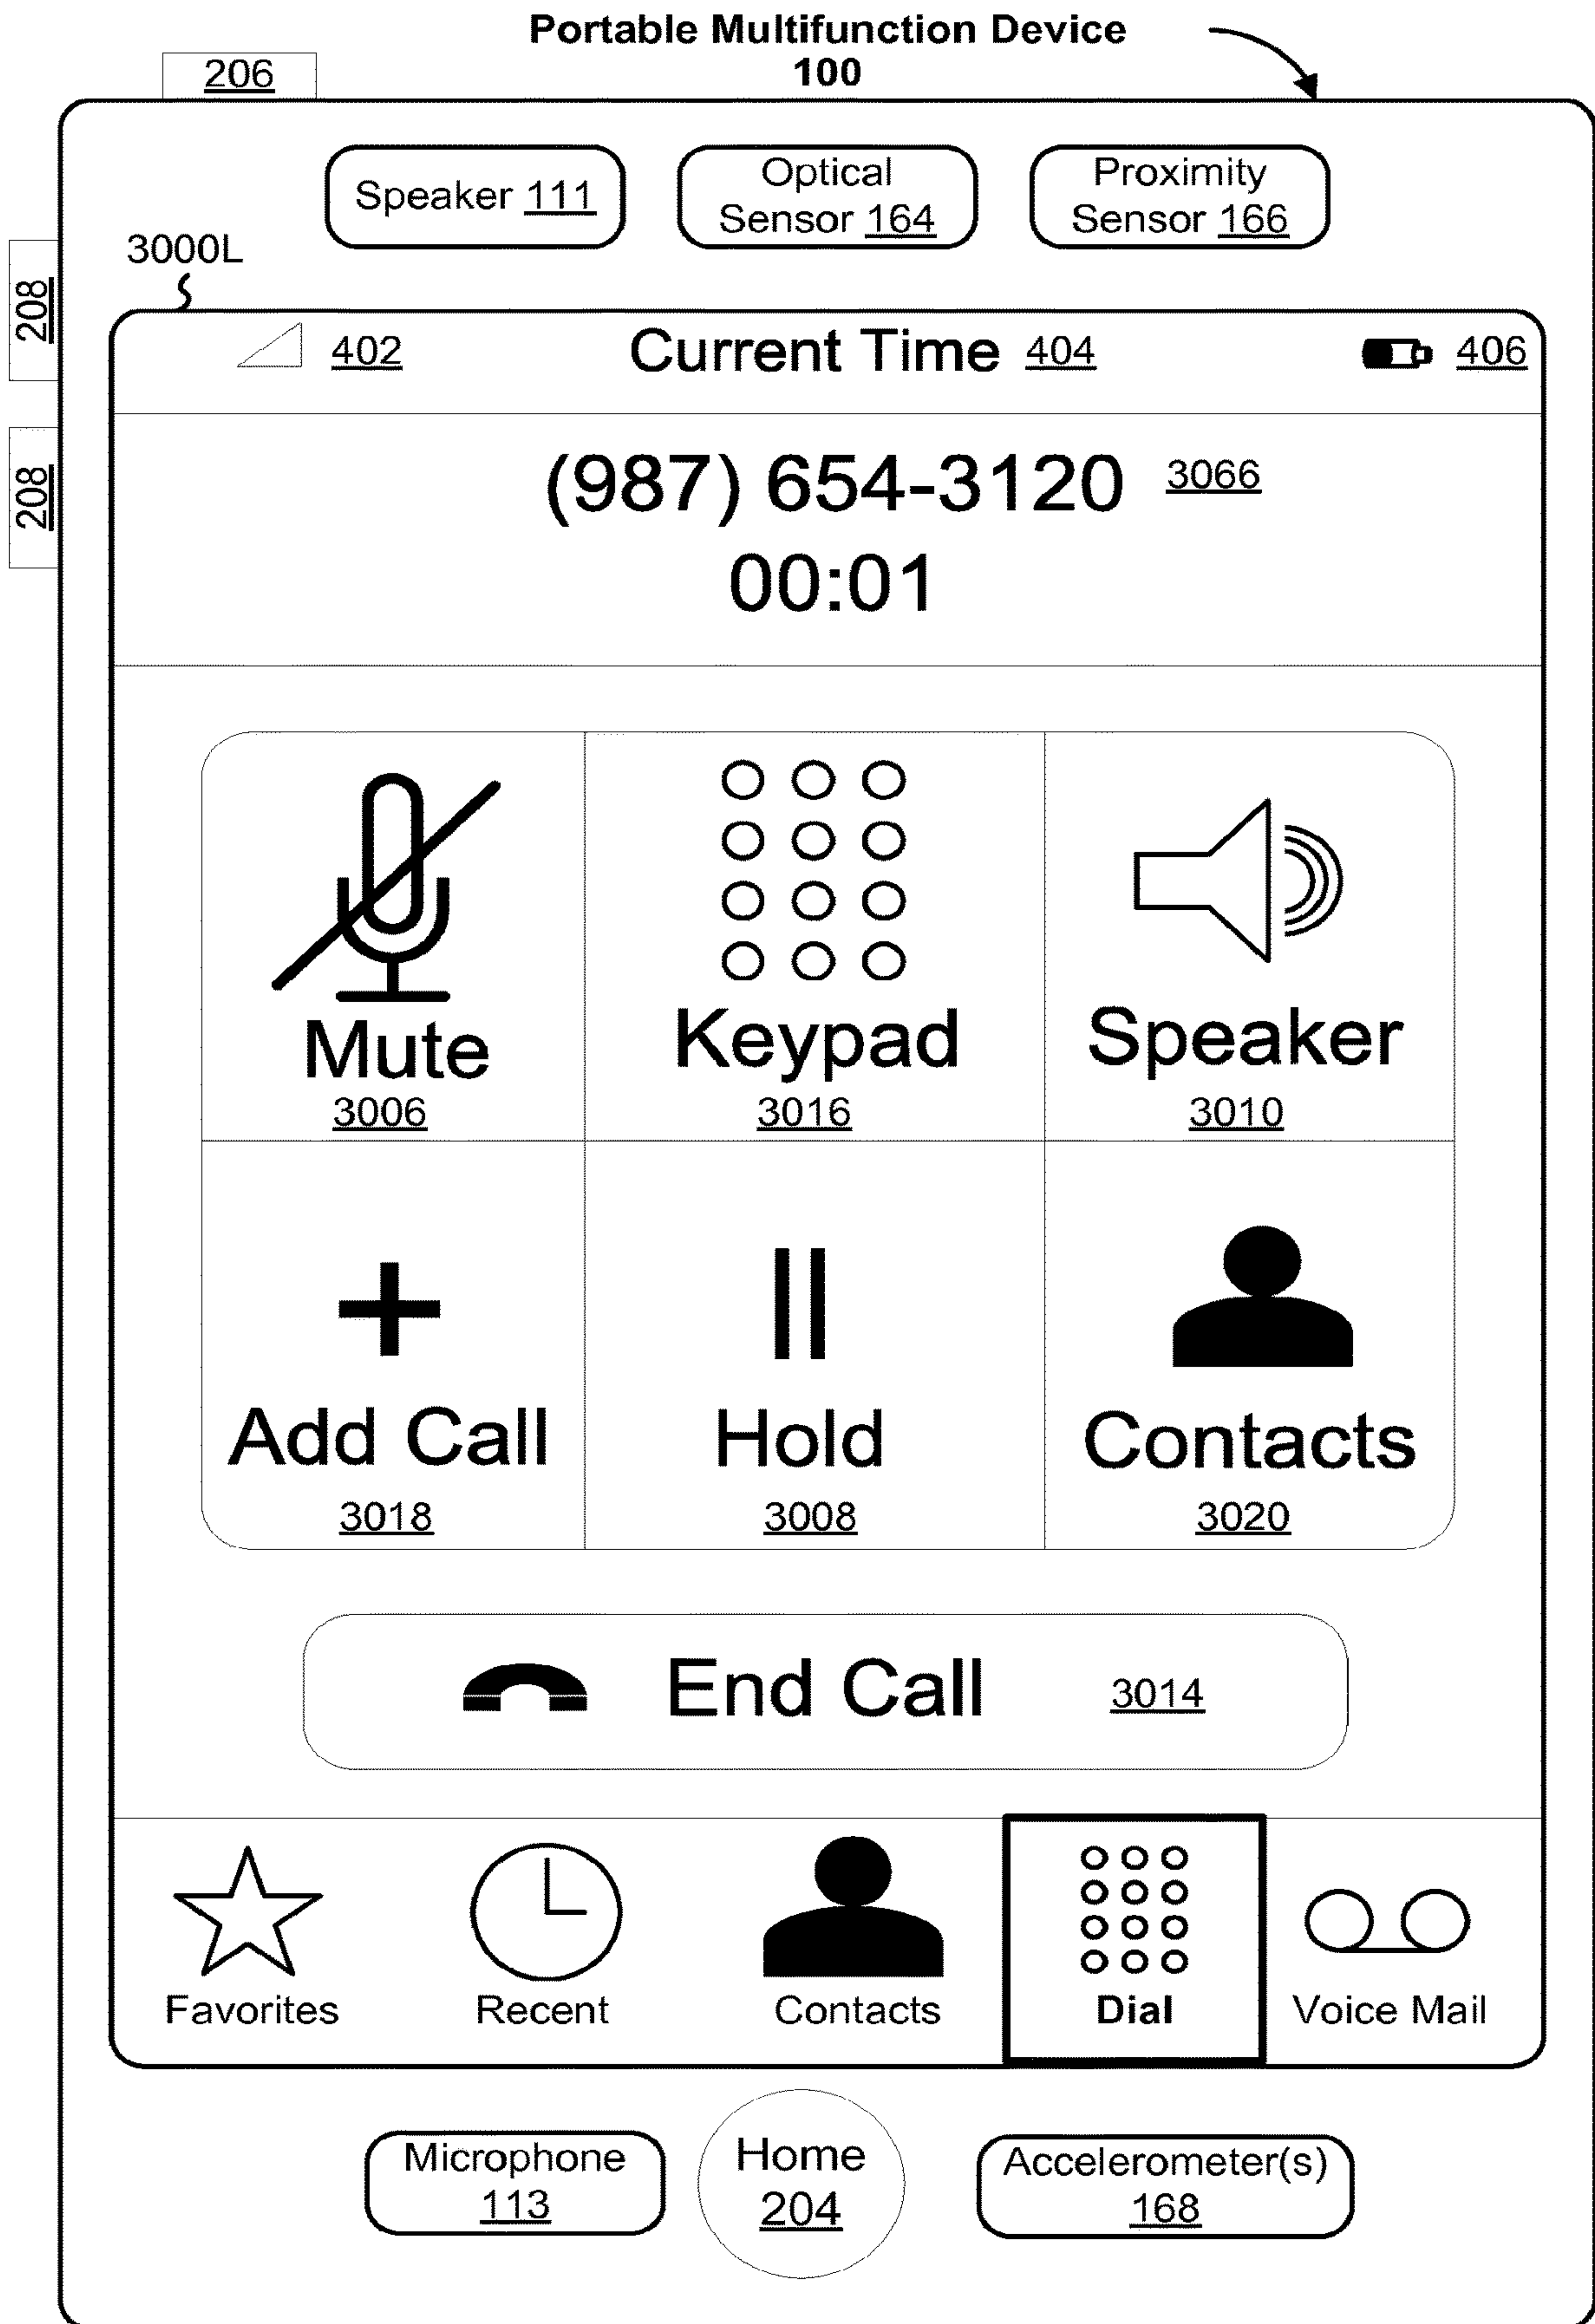 Portable Multifunction Device
100
206
Speaker 111
Optical
Sensor 164
Proximity
Sensor 166
3000L
208
208
402
Current Time 404
406
(987) 654-3120 3066
00:01
Mute
3006
Keypad
3016
Speaker
3010
Add Call
3018
Hold
3008
Contacts
3020
End Call 3014
Favorites
Recent
Contacts
Dial
Voice Mail
Microphone
113
Home
204
Accelerometer(s)
168